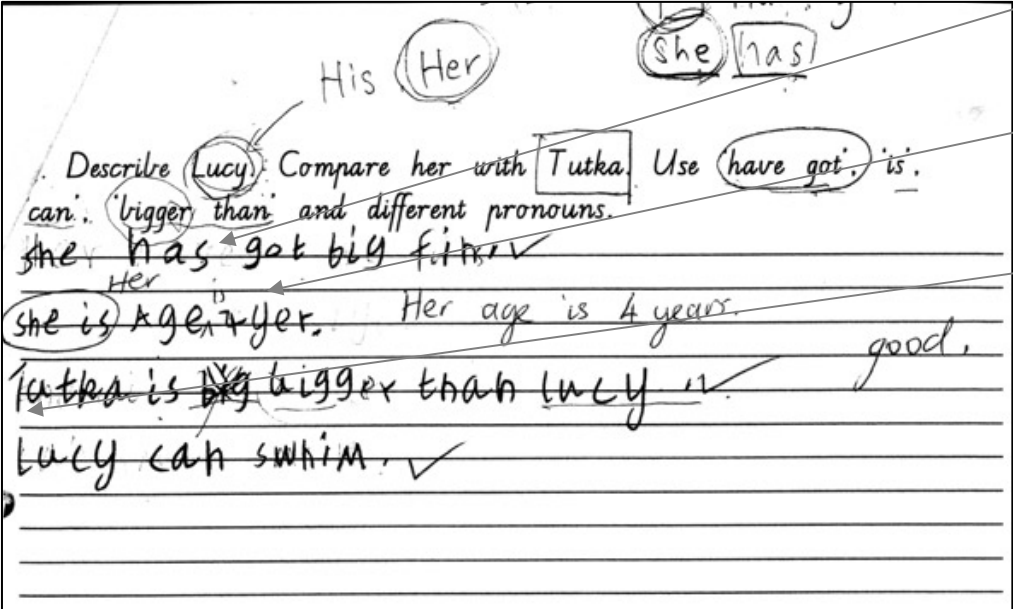 she has
His Her
. Describe Lucy. Compare her with Tutka. Use 'have got', 'is',
'can', 'bigger than' and different pronouns.
she has got big fin.
Her is
she is Age 4 yer. Her age is 4 years.
good.
Tutka is big bigger than lucy
Lucy can swhim.